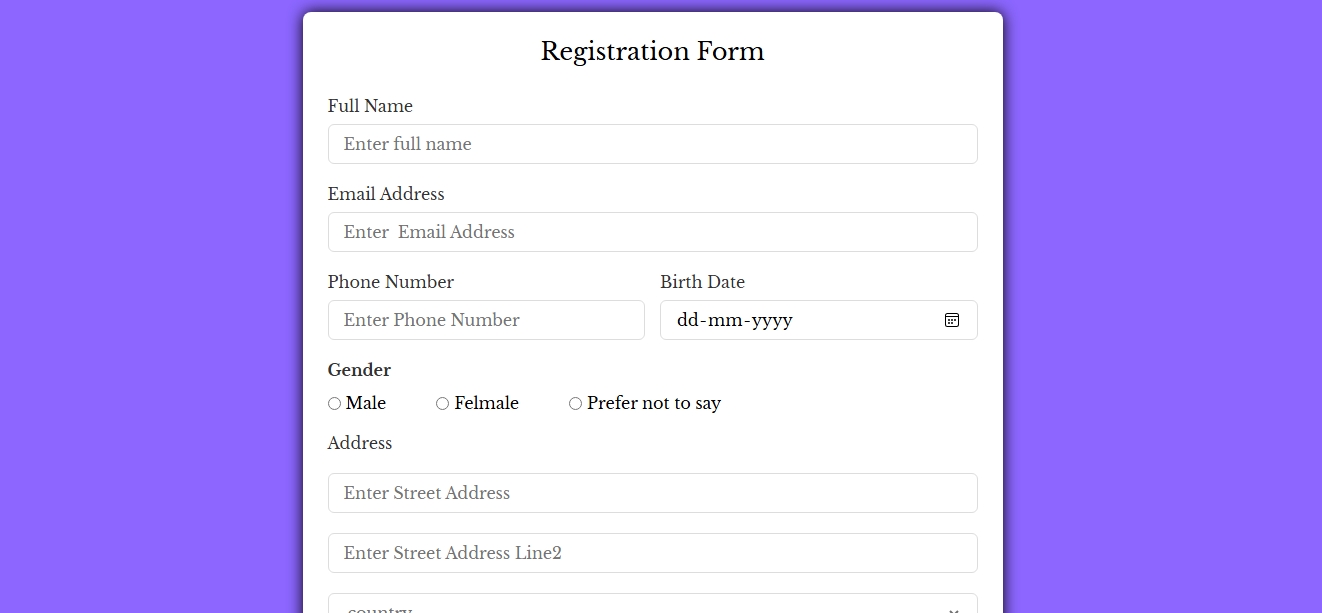 Registration Form
Full Name
Enter full name
Email Address
Enter  Email Address
Phone Number Birth Date
Enter Phone Number dd-mm-yyyy
Gender
Male Felmale Prefer not to say
Address
Enter Street Address
Enter Street Address Line2
country